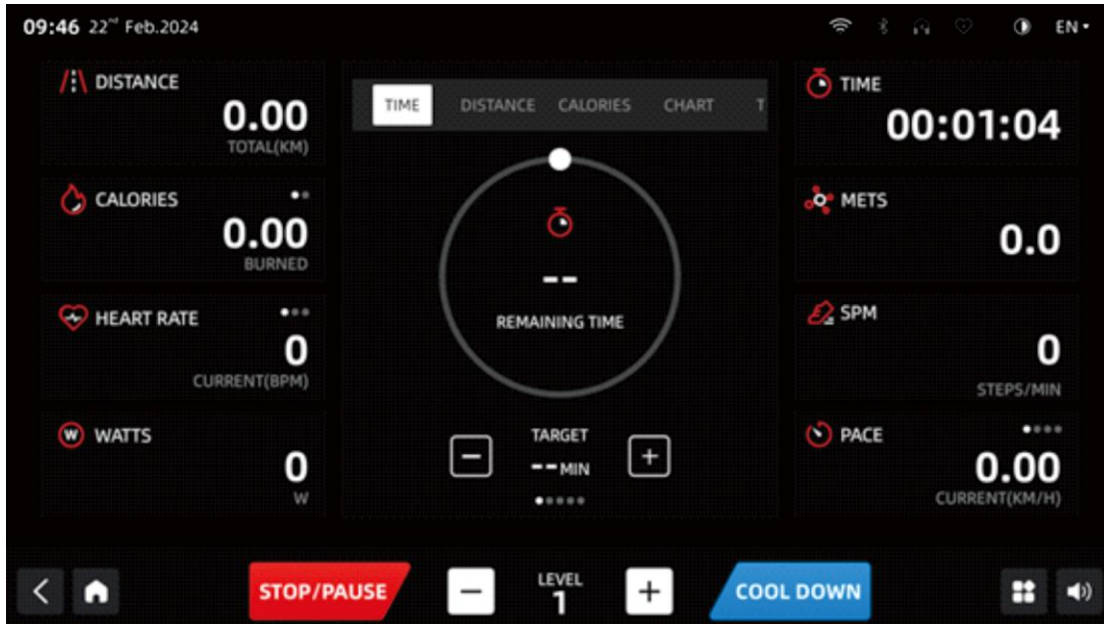 09:46 22nd Feb.2024
EN
DISTANCE
0.00
TOTAL(KM)
CALORIES
0.00
BURNED
HEART RATE
0
CURRENT(BPM)
W WATTS
0
W
TIME DISTANCE CALORIES CHART T
--
REMAINING TIME
TARGET
--MIN
TIME
00:01:04
METS
0.0
SPM
0
STEPS/MIN
PACE
0.00
CURRENT(KM/H)
STOP/PAUSE
LEVEL
1
COOL DOWN